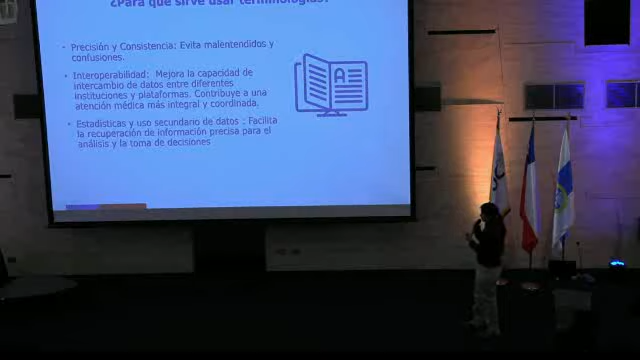 ¿Para qué sirve usar terminologías?
- Precisión y Consistencia: Evita malentendidos y
confusiones.
- Interoperabilidad: Mejora la capacidad de
intercambio de datos entre diferentes
instituciones y plataformas. Contribuye a una
atención médica más integral y coordinada.
- Estadísticas y uso secundario de datos : Facilita
la recuperación de información precisa para el
análisis y la toma de decisiones
A